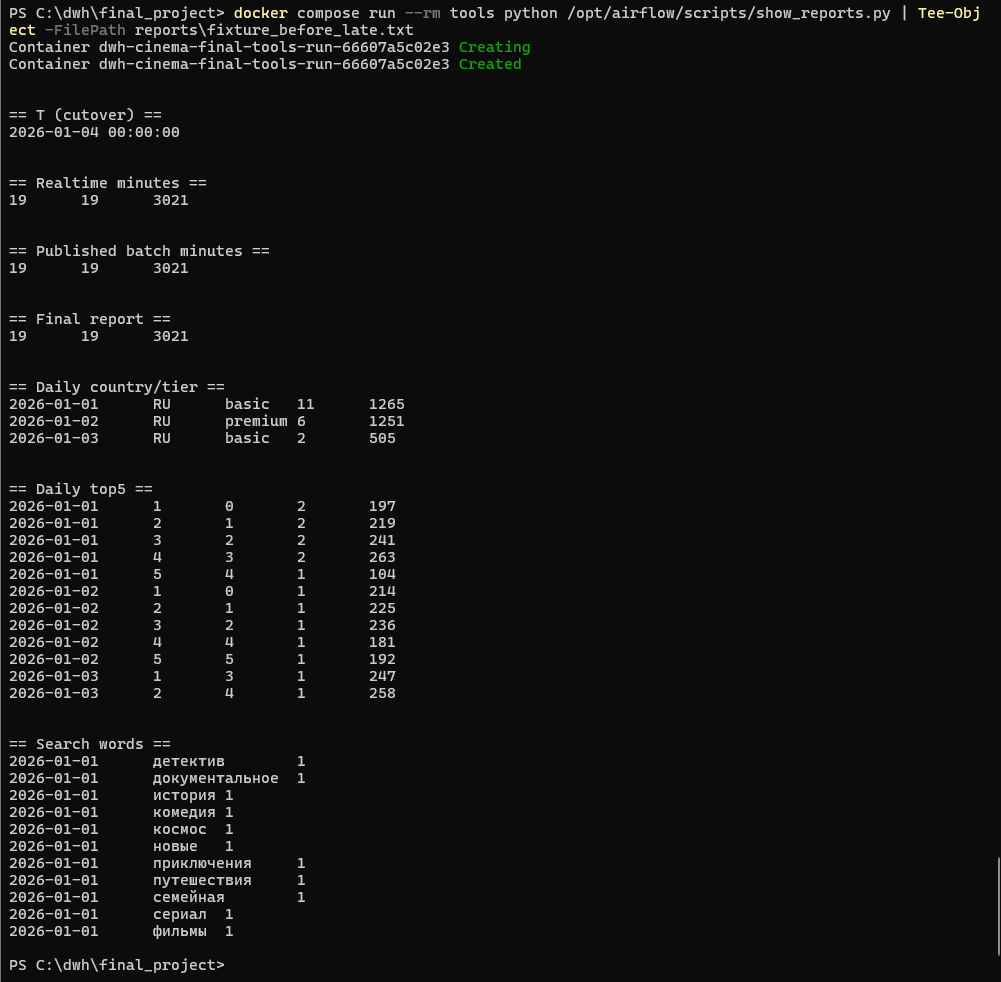 PS C:\dwh\final_project> docker compose run --rm tools python /opt/airflow/scripts/show_reports.py | Tee-Obj
ect -FilePath reports\fixture_before_late.txt
Container dwh-cinema-final-tools-run-66607a5c02e3 Creating
Container dwh-cinema-final-tools-run-66607a5c02e3 Created
== T (cutover) ==
2026-01-04 00:00:00
== Realtime minutes ==
19 19 3021
== Published batch minutes ==
19 19 3021
== Final report ==
19 19 3021
== Daily country/tier ==
2026-01-01 RU basic 11 1265
2026-01-02 RU premium 6 1251
2026-01-03 RU basic 2 505
== Daily top5 ==
2026-01-01 1 0 2 197
2026-01-01 2 1 2 219
2026-01-01 3 2 2 241
2026-01-01 4 3 2 263
2026-01-01 5 4 1 104
2026-01-02 1 0 1 214
2026-01-02 2 1 1 225
2026-01-02 3 2 1 236
2026-01-02 4 4 1 181
2026-01-02 5 5 1 192
2026-01-03 1 3 1 247
2026-01-03 2 4 1 258
== Search words ==
2026-01-01 детектив 1
2026-01-01 документальное 1
2026-01-01 история 1
2026-01-01 комедия 1
2026-01-01 космос 1
2026-01-01 новые 1
2026-01-01 приключения 1
2026-01-01 путешествия 1
2026-01-01 семейная 1
2026-01-01 сериал 1
2026-01-01 фильмы 1
PS C:\dwh\final_project>